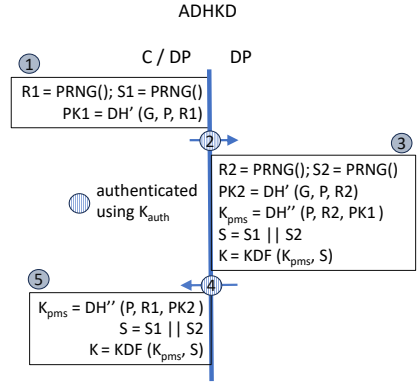 ADHKD
C / DP DP
1
R1 = PRNG(); S1 = PRNG()
PK1 = DH' (G, P, R1)
2
3
R2 = PRNG(); S2 = PRNG()
PK2 = DH' (G, P, R2)
Kpms = DH'' (P, R2, PK1 )
S = S1 || S2
K = KDF (Kpms, S)
authenticated
using Kauth
4
5
Kpms = DH'' (P, R1, PK2 )
S = S1 || S2
K = KDF (Kpms, S)